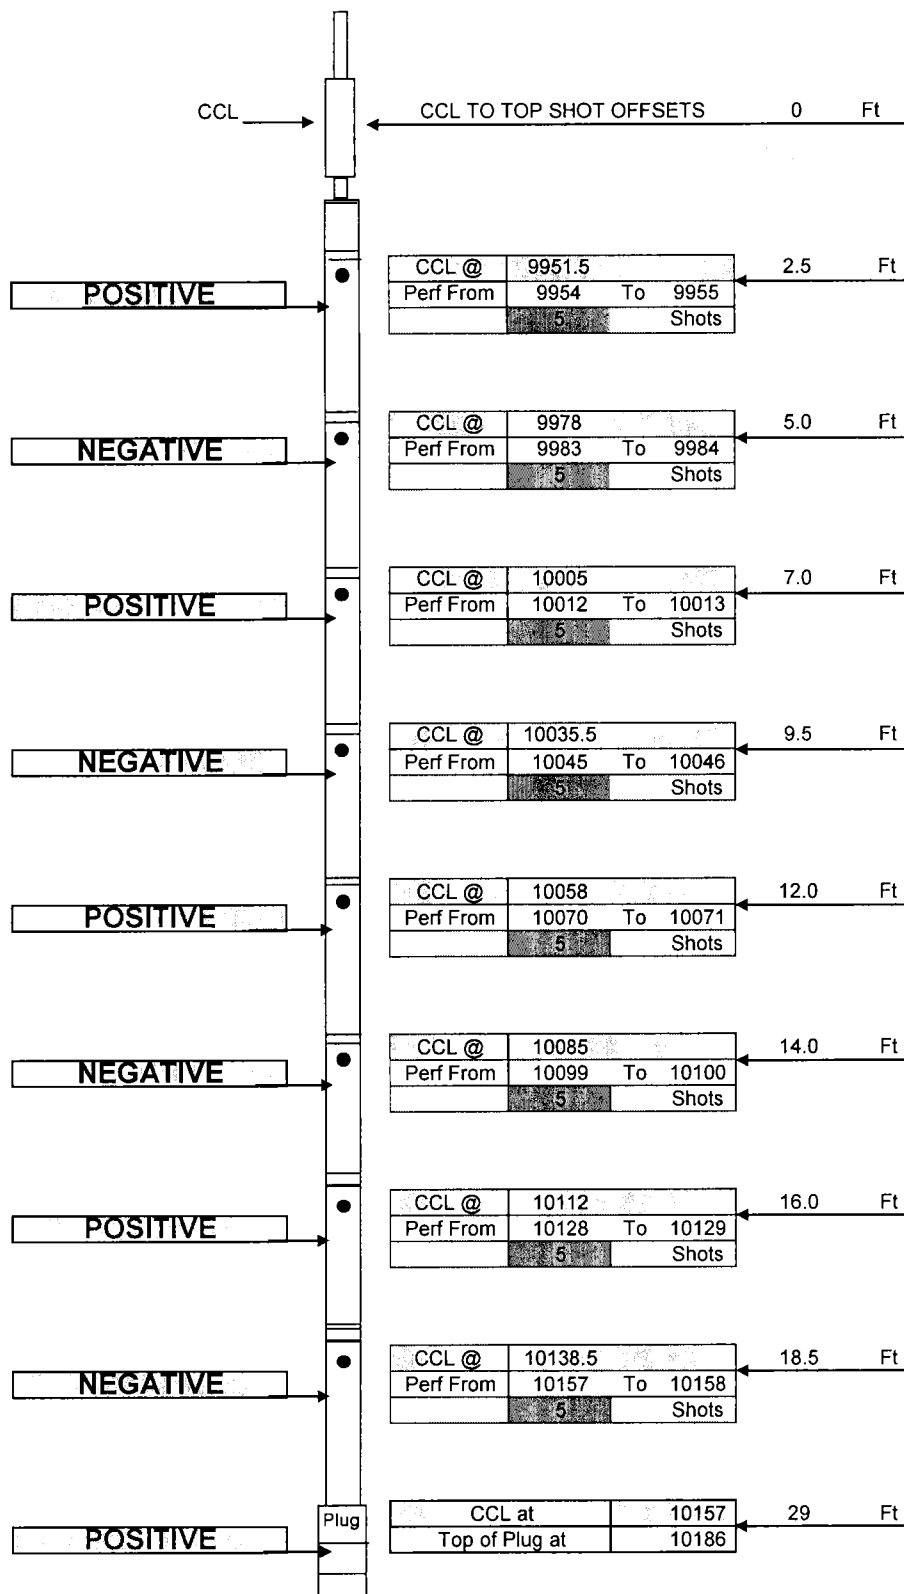 CCL CCL TO TOP SHOT OFFSETS 0 Ft
CCL @ 9951.5 2.5 Ft
POSITIVE Perf From 9954 To 9955
5 Shots
CCL @ 9978 5.0 Ft
NEGATIVE Perf From 9983 To 9984
5 Shots
CCL @ 10005 7.0 Ft
POSITIVE Perf From 10012 To 10013
5 Shots
CCL @ 10035.5 9.5 Ft
NEGATIVE Perf From 10045 To 10046
5 Shots
CCL @ 10058 12.0 Ft
POSITIVE Perf From 10070 To 10071
5 Shots
CCL @ 10085 14.0 Ft
NEGATIVE Perf From 10099 To 10100
5 Shots
CCL @ 10112 16.0 Ft
POSITIVE Perf From 10128 To 10129
5 Shots
CCL @ 10138.5 18.5 Ft
NEGATIVE Perf From 10157 To 10158
5 Shots
Plug CCL at 10157 29 Ft
POSITIVE Top of Plug at 10186